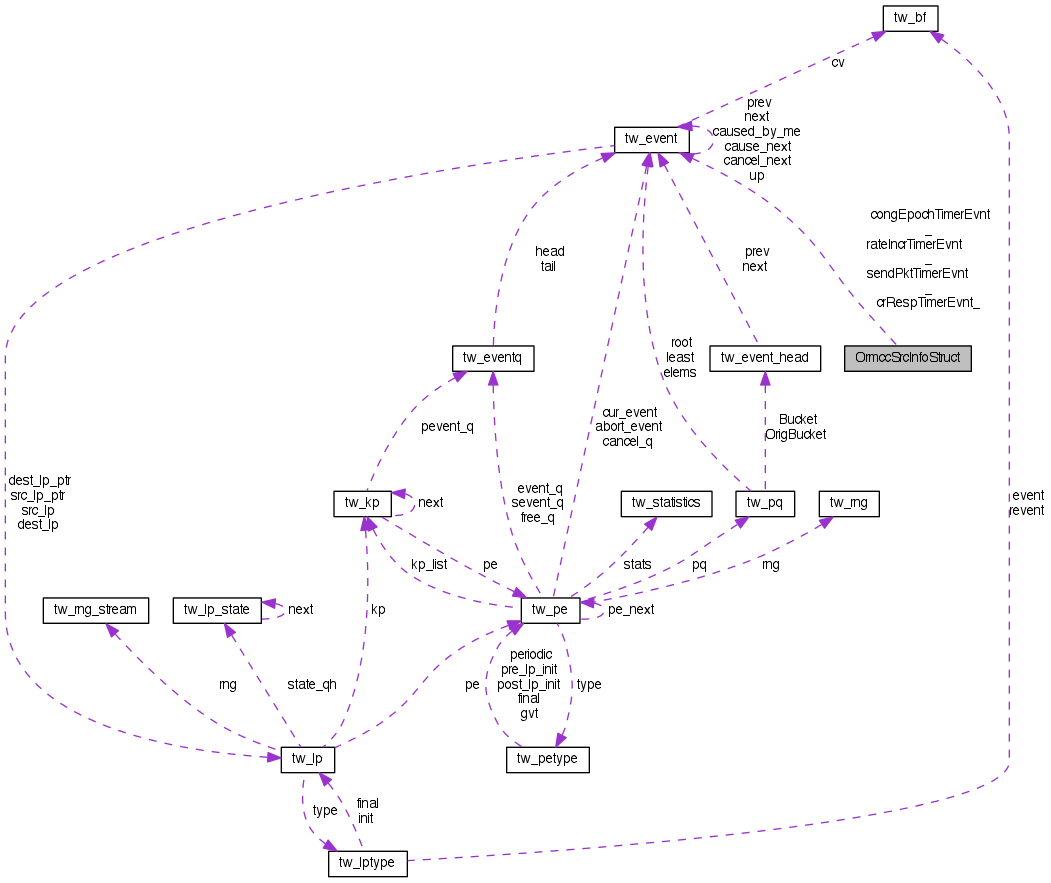 tw_bf
cv
prev
next
caused_by_me
cause_next
cancel_next
up
tw_event
congEpochTimerEvnt
_
rateIncrTimerEvnt
_
sendPktTimerEvnt
_
crRespTimerEvnt_
head
tail
prev
next
root
least
elems
tw_eventq
tw_event_head
OrmccSrcInfoStruct
cur_event
abort_event
cancel_q
Bucket
OrigBucket
pevent_q
dest_lp_ptr
src_lp_ptr
src_lp
dest_lp
event_q
sevent_q
free_q
event
revent
tw_kp
next
tw_statistics
tw_pq
tw_rng
kp_list
pe
stats
pq
rng
tw_rng_stream
tw_lp_state
next
kp
tw_pe
pe_next
rng
state_qh
pe
periodic
pre_lp_init
post_lp_init
final
gvt
type
tw_lp
tw_petype
type
final
init
tw_lptype